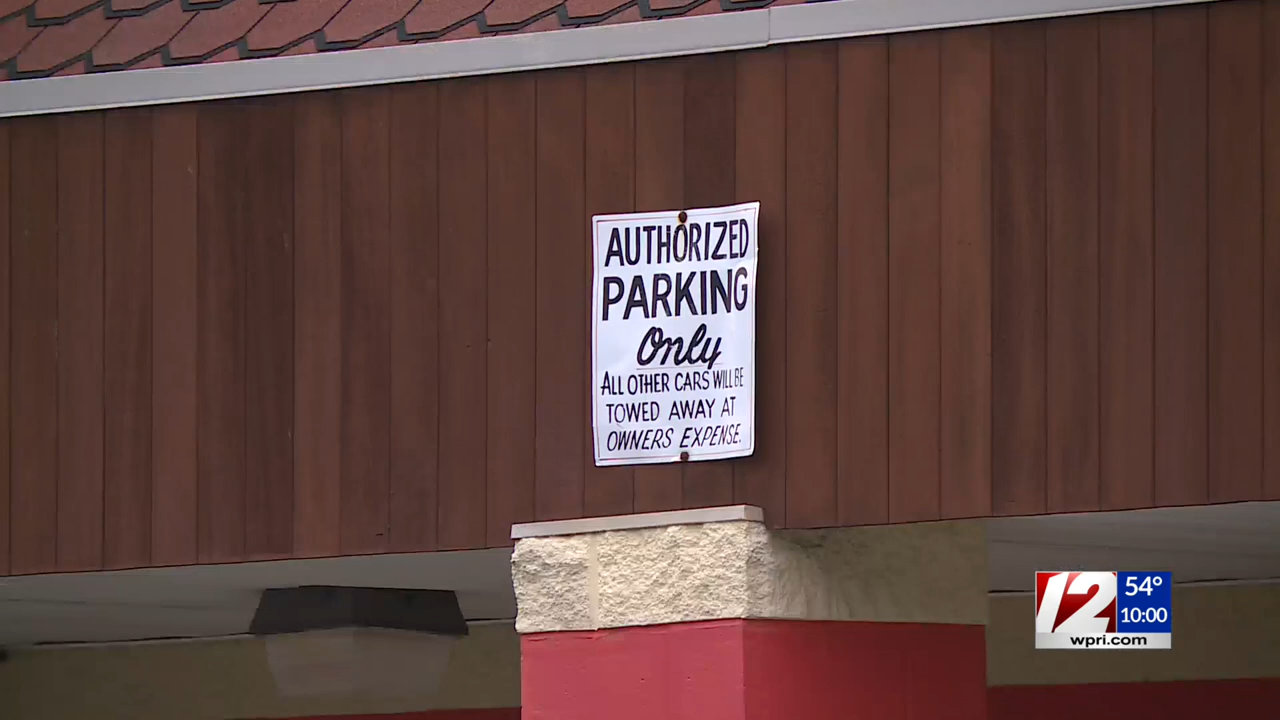 AUTHORIZED
PARKING
Only
ALL OTHER CARS WILL BE
TOWED AWAY AT
OWNERS EXPENSE.
12 54°
10:00
wpri.com